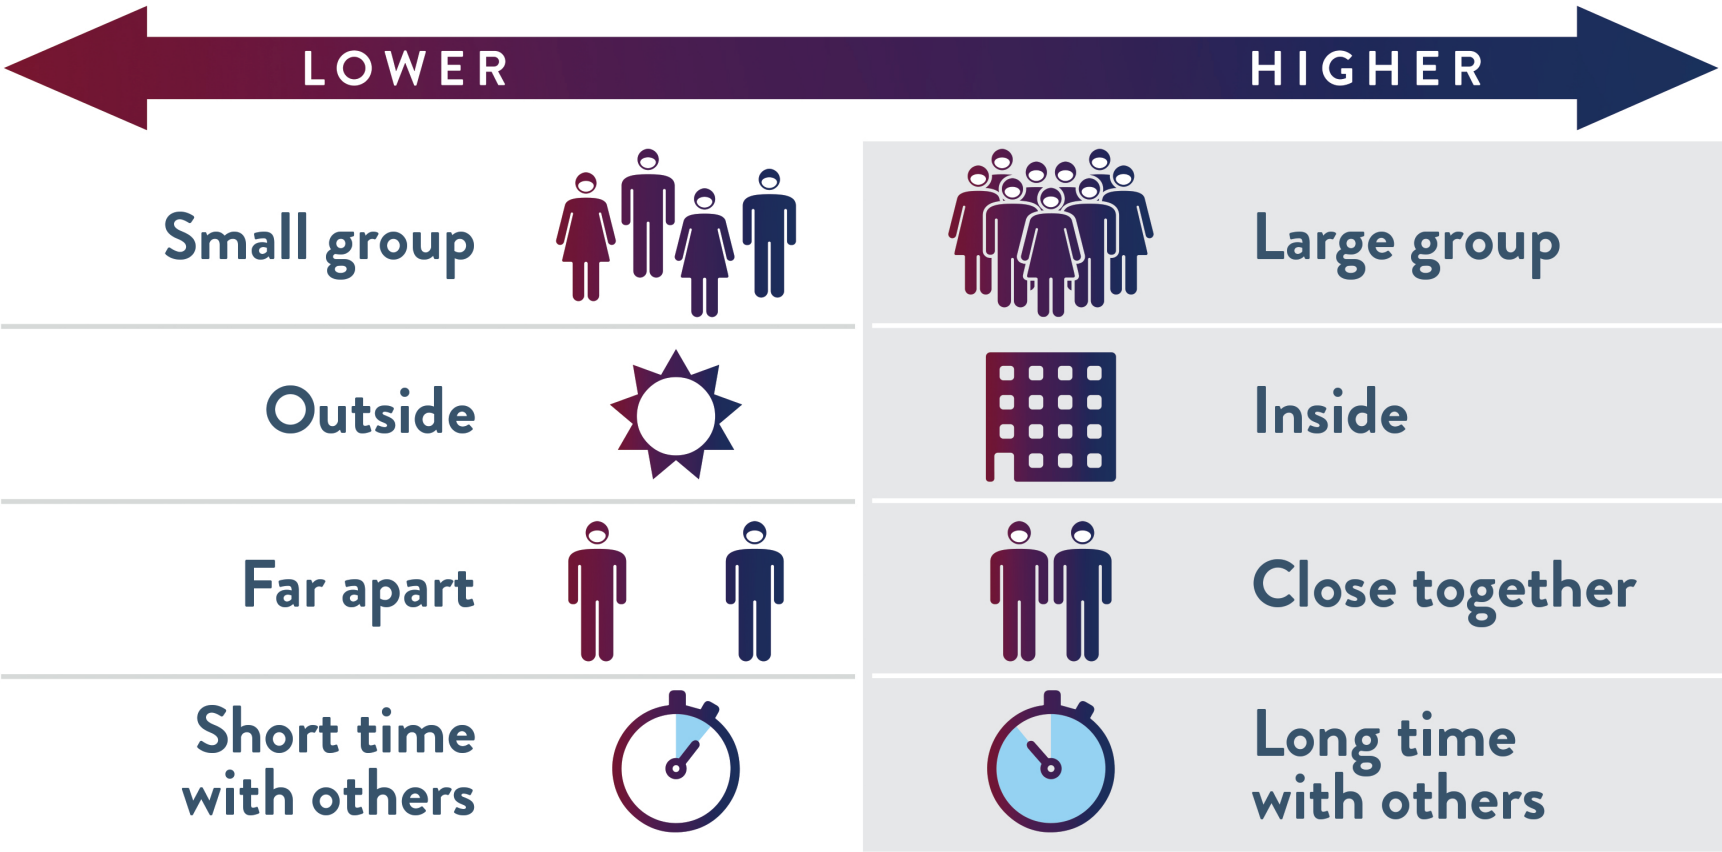 LOWER HIGHER
Small group
Large group
Outside
Inside
Far apart
Close together
Short time
with others
Long time
with others